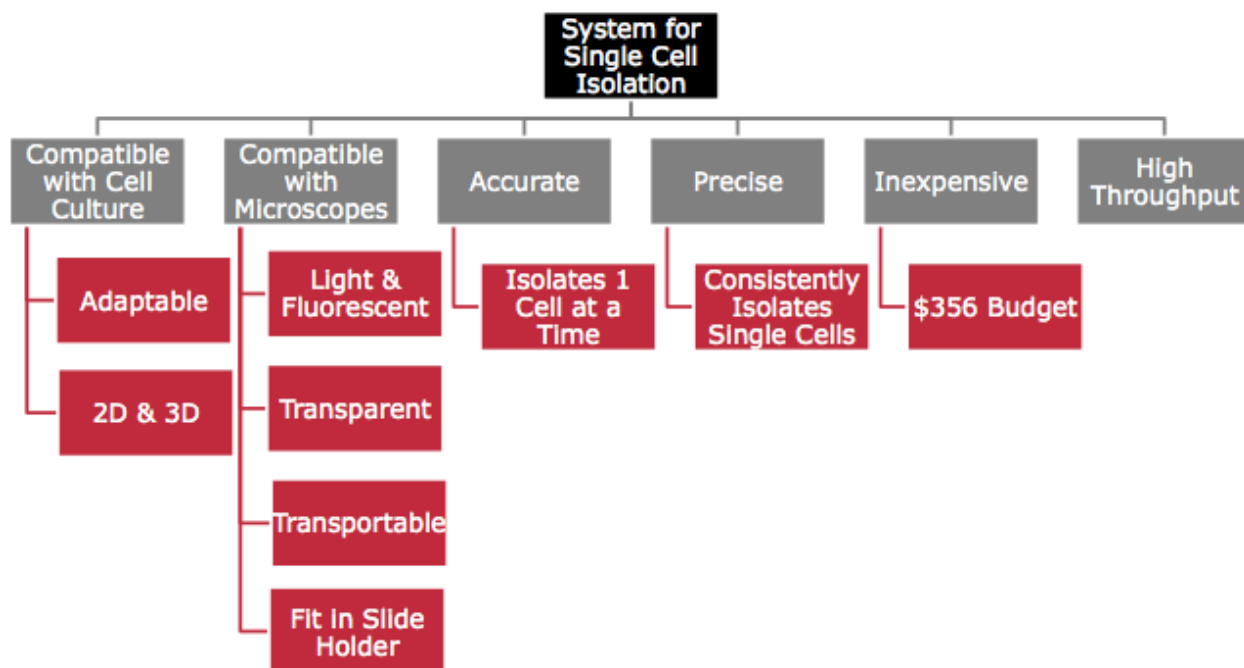 System for
Single Cell
Isolation
Compatible
with Cell
Culture
Compatible
with
Microscopes
Accurate
Precise
Inexpensive
High
Throughput
Adaptable
2D & 3D
Light &
Fluorescent
Transparent
Transportable
Fit in Slide
Holder
Isolates 1
Cell at a
Time
Consistently
Isolates
Single Cells
$356 Budget